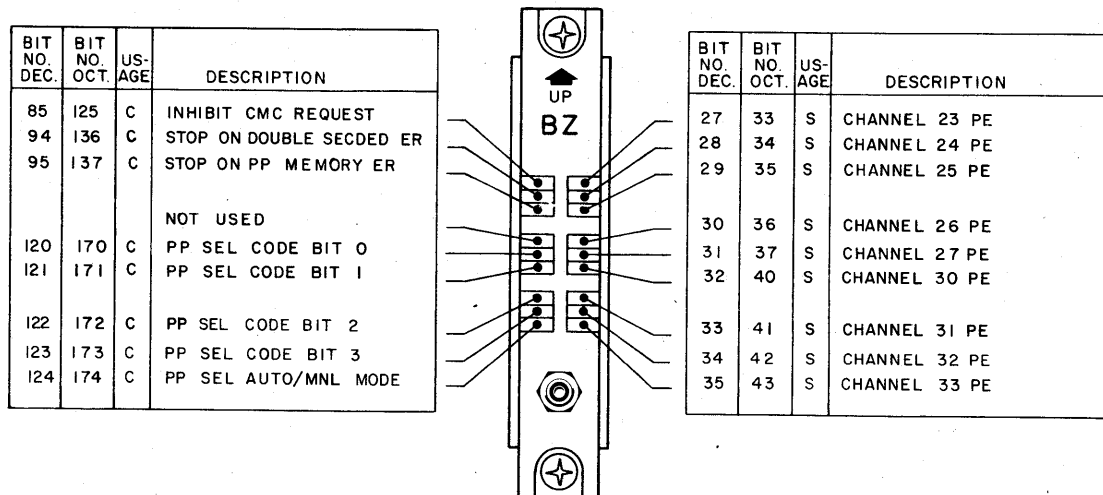 BIT NO. DEC. BIT NO. OCT. US-AGE DESCRIPTION
85 125 C INHIBIT CMC REQUEST
94 136 C STOP ON DOUBLE SECDED ER
95 137 C STOP ON PP MEMORY ER
NOT USED
120 170 C PP SEL CODE BIT 0
121 171 C PP SEL CODE BIT 1
122 172 C PP SEL CODE BIT 2
123 173 C PP SEL CODE BIT 3
124 174 C PP SEL AUTO/MNL MODE
UP
BZ
BIT NO. DEC. BIT NO. OCT. US-AGE DESCRIPTION
27 33 S CHANNEL 23 PE
28 34 S CHANNEL 24 PE
29 35 S CHANNEL 25 PE
30 36 S CHANNEL 26 PE
31 37 S CHANNEL 27 PE
32 40 S CHANNEL 30 PE
33 41 S CHANNEL 31 PE
34 42 S CHANNEL 32 PE
35 43 S CHANNEL 33 PE